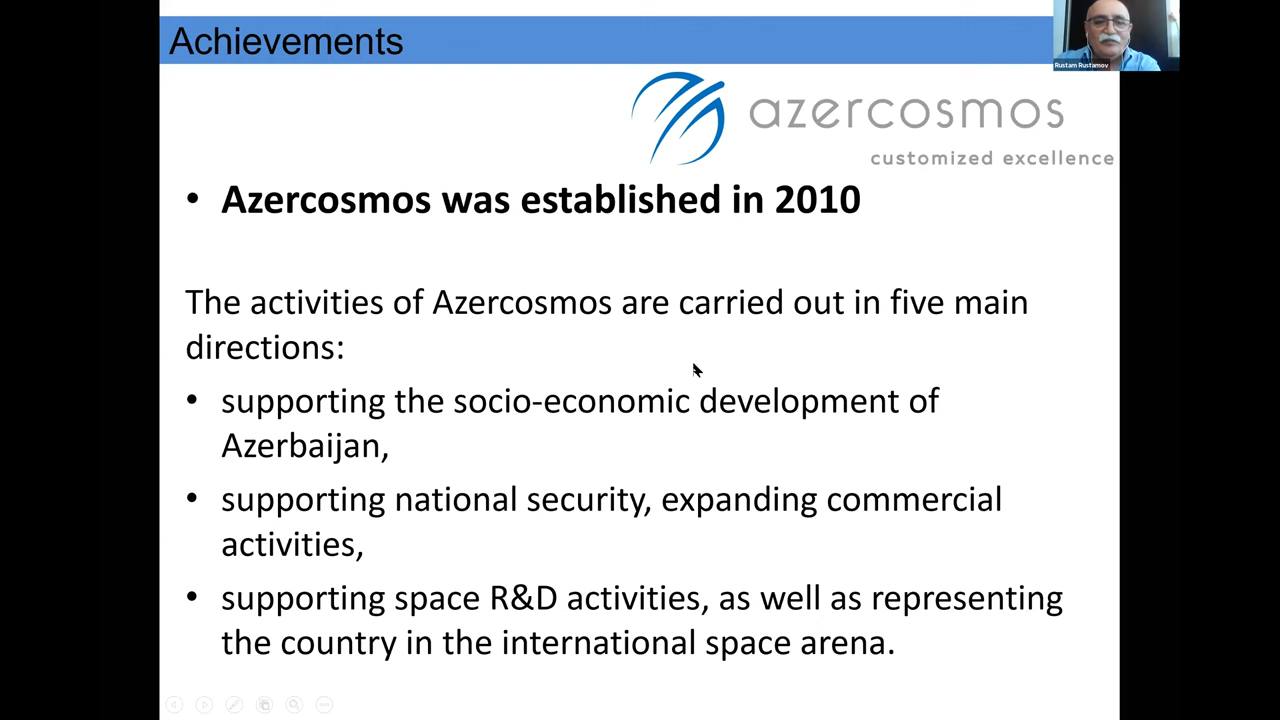 Achievements
Rustam Rustamov
azercosmos
customized excellence
• Azercosmos was established in 2010
The activities of Azercosmos are carried out in five main
directions:
• supporting the socio-economic development of
Azerbaijan,
• supporting national security, expanding commercial
activities,
• supporting space R&D activities, as well as representing
the country in the international space arena.